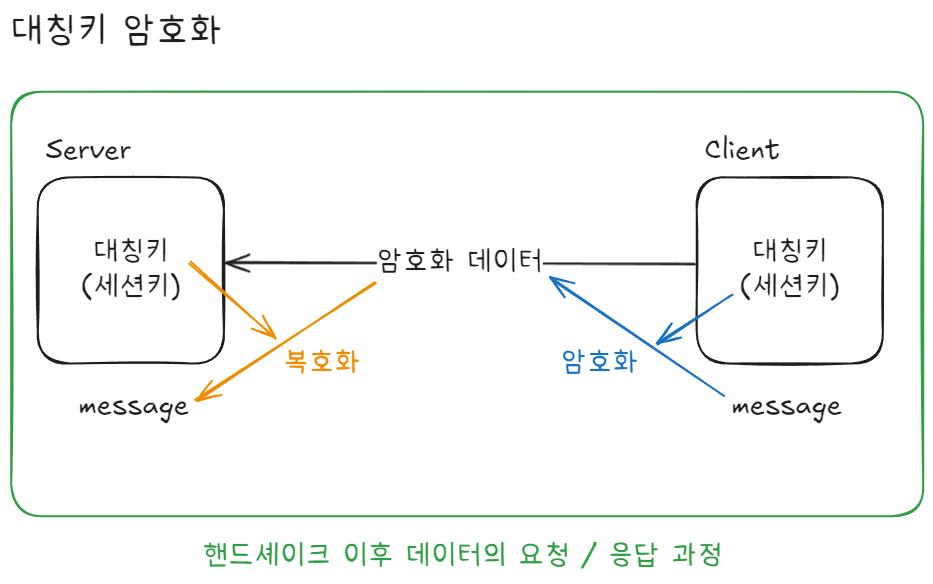 대칭키 암호화
Server
Client
대칭키
(세션키)
암호화 데이터
대칭키
(세션키)
복호화
암호화
message
message
핸드셰이크 이후 데이터의 요청 / 응답 과정